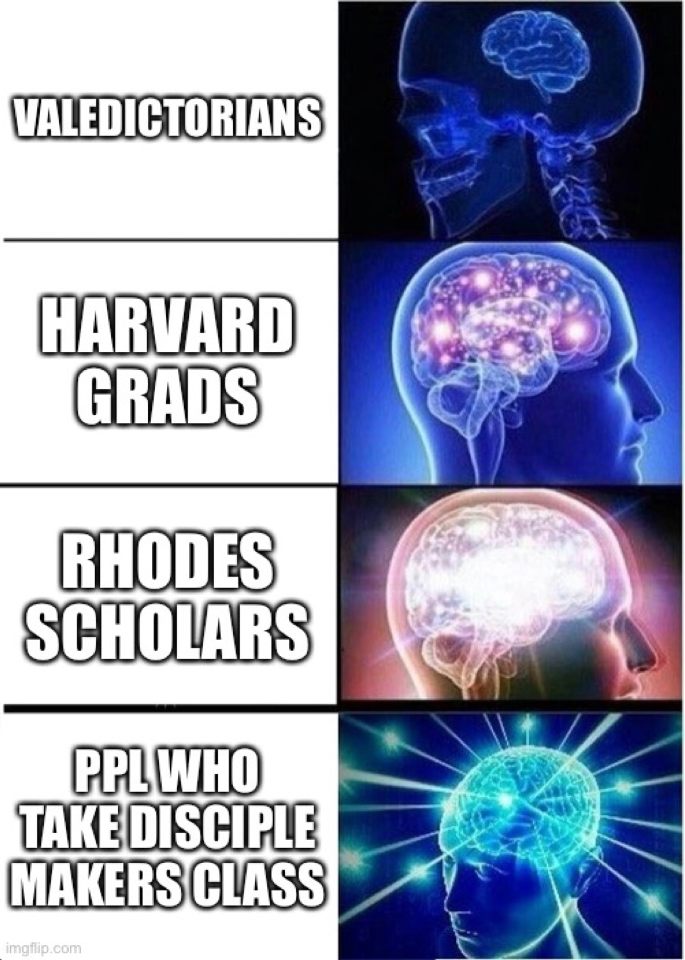 VALEDICTORIANS
HARVARD
GRADS
RHODES
SCHOLARS
PPL WHO
TAKE DISCIPLE
MAKERS CLASS
imgflip.com